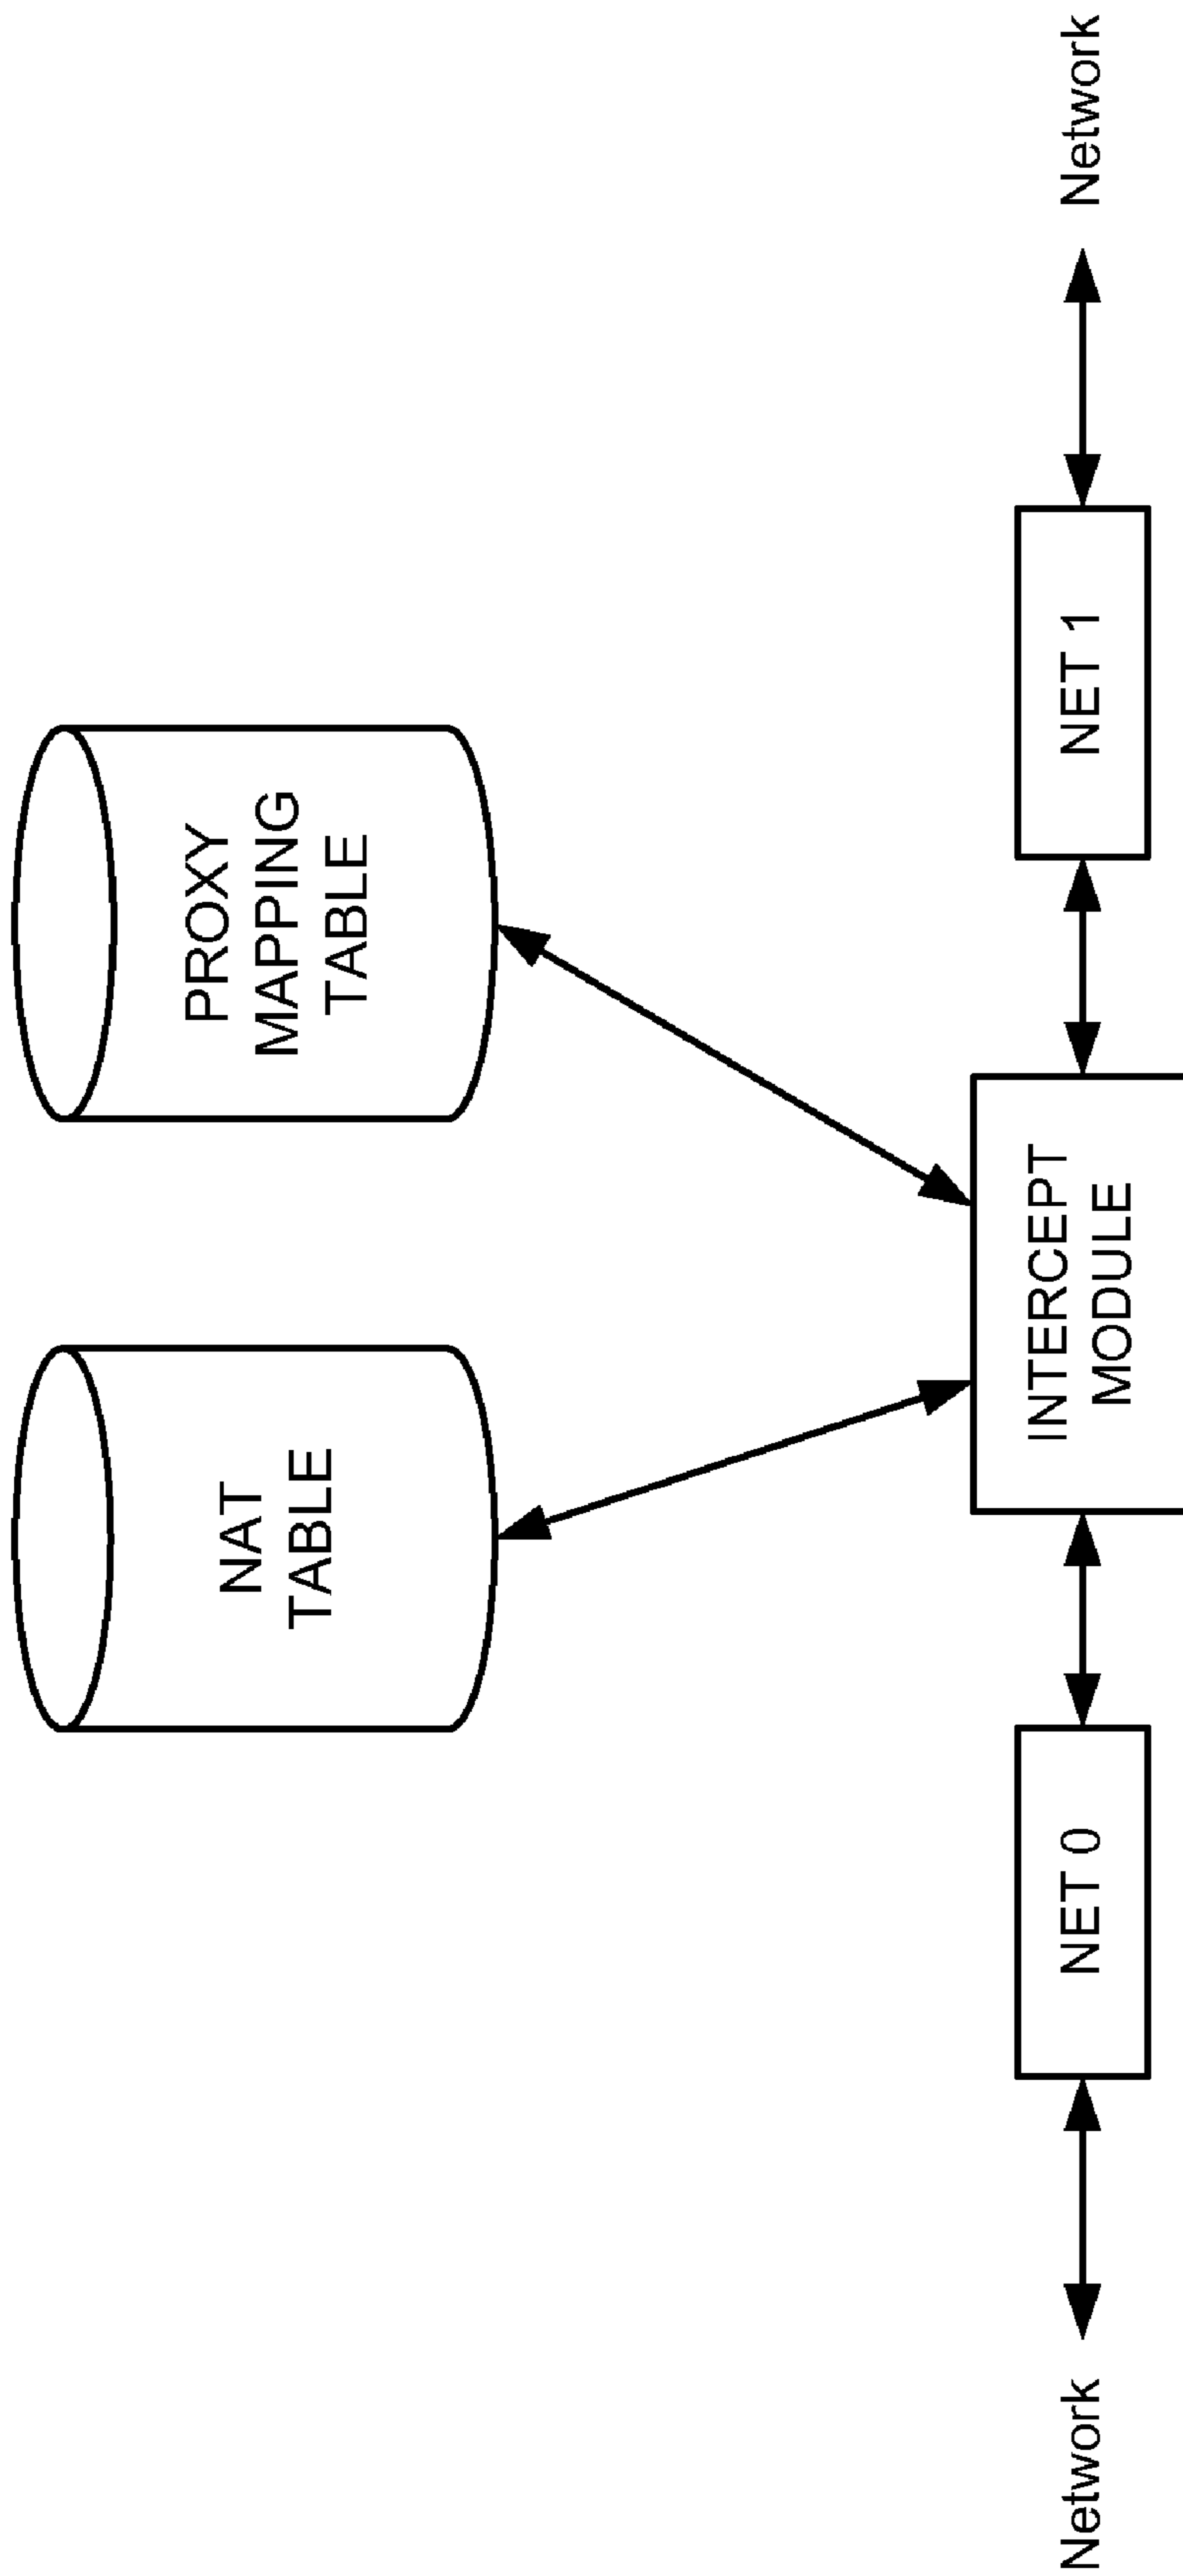 NAT
TABLE
PROXY
MAPPING
TABLE
Network
NET 0
INTERCEPT
MODULE
NET 1
Network